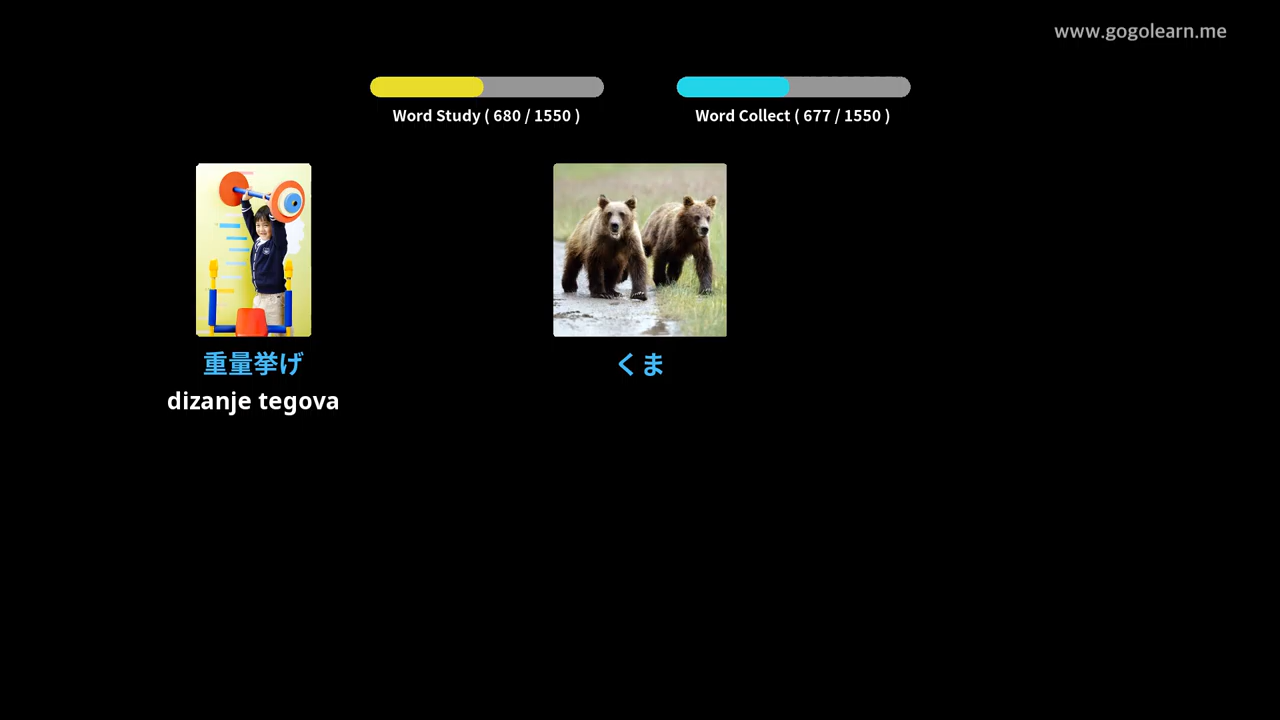 www.gogolearn.me
Word Study ( 680 / 1550 )
Word Collect ( 677 / 1550 )
重量挙げ
dizanje tegova
くま